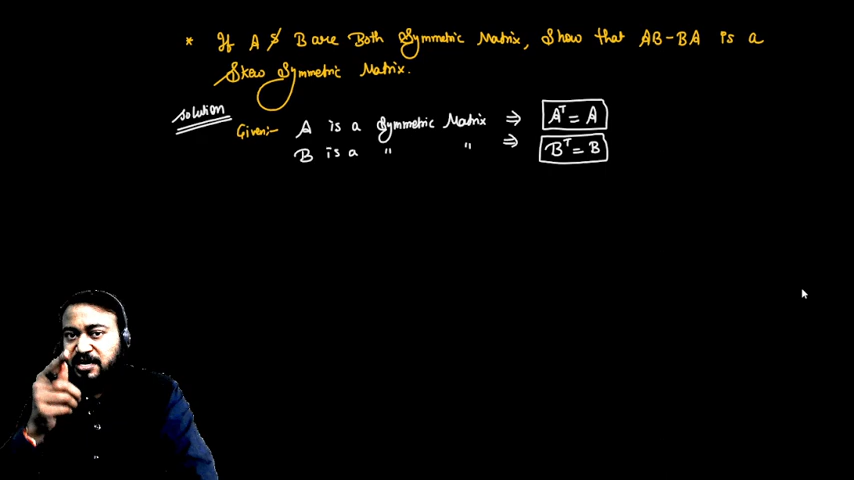 * If A & B are Both Symmetric Matrix, Show that AB-BA is a
Skew Symmetric Matrix.
Solution
Given:- A is a Symmetric Matrix ⇒ Aᵀ = A
B is a " " ⇒ Bᵀ = B